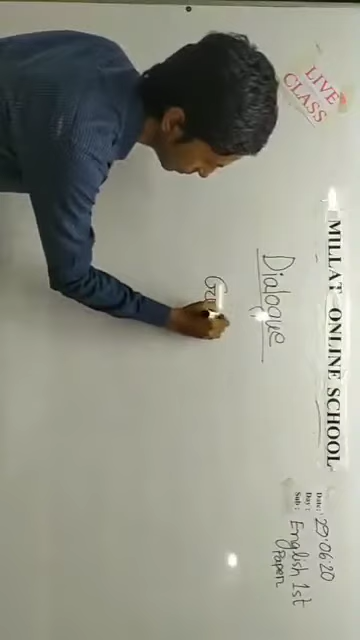 LIVE
CLASS
MILLAT ONLINE SCHOOL
Date: 29.06.20
Day:
Sub: English 1st
Paper
Dialogue